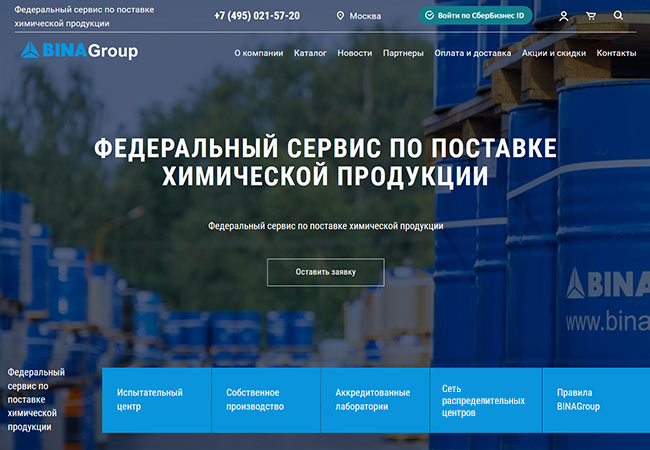 Федеральный сервис по поставке
химической продукции
+7 (495) 021-57-20
Москва
Войти по СберБизнес ID
BINAGroup
О компании Каталог Новости Партнеры Оплата и доставка Акции и скидки Контакты
ФЕДЕРАЛЬНЫЙ СЕРВИС ПО ПОСТАВКЕ
ХИМИЧЕСКОЙ ПРОДУКЦИИ
Федеральный сервис по поставке химической продукции
Оставить заявку
BINA
www.bina
Федеральный
сервис по
поставке
химической
продукции
Испытательный
центр
Собственное
производство
Аккредитованные
лаборатории
Сеть
распределительных
центров
Правила
BINAGroup